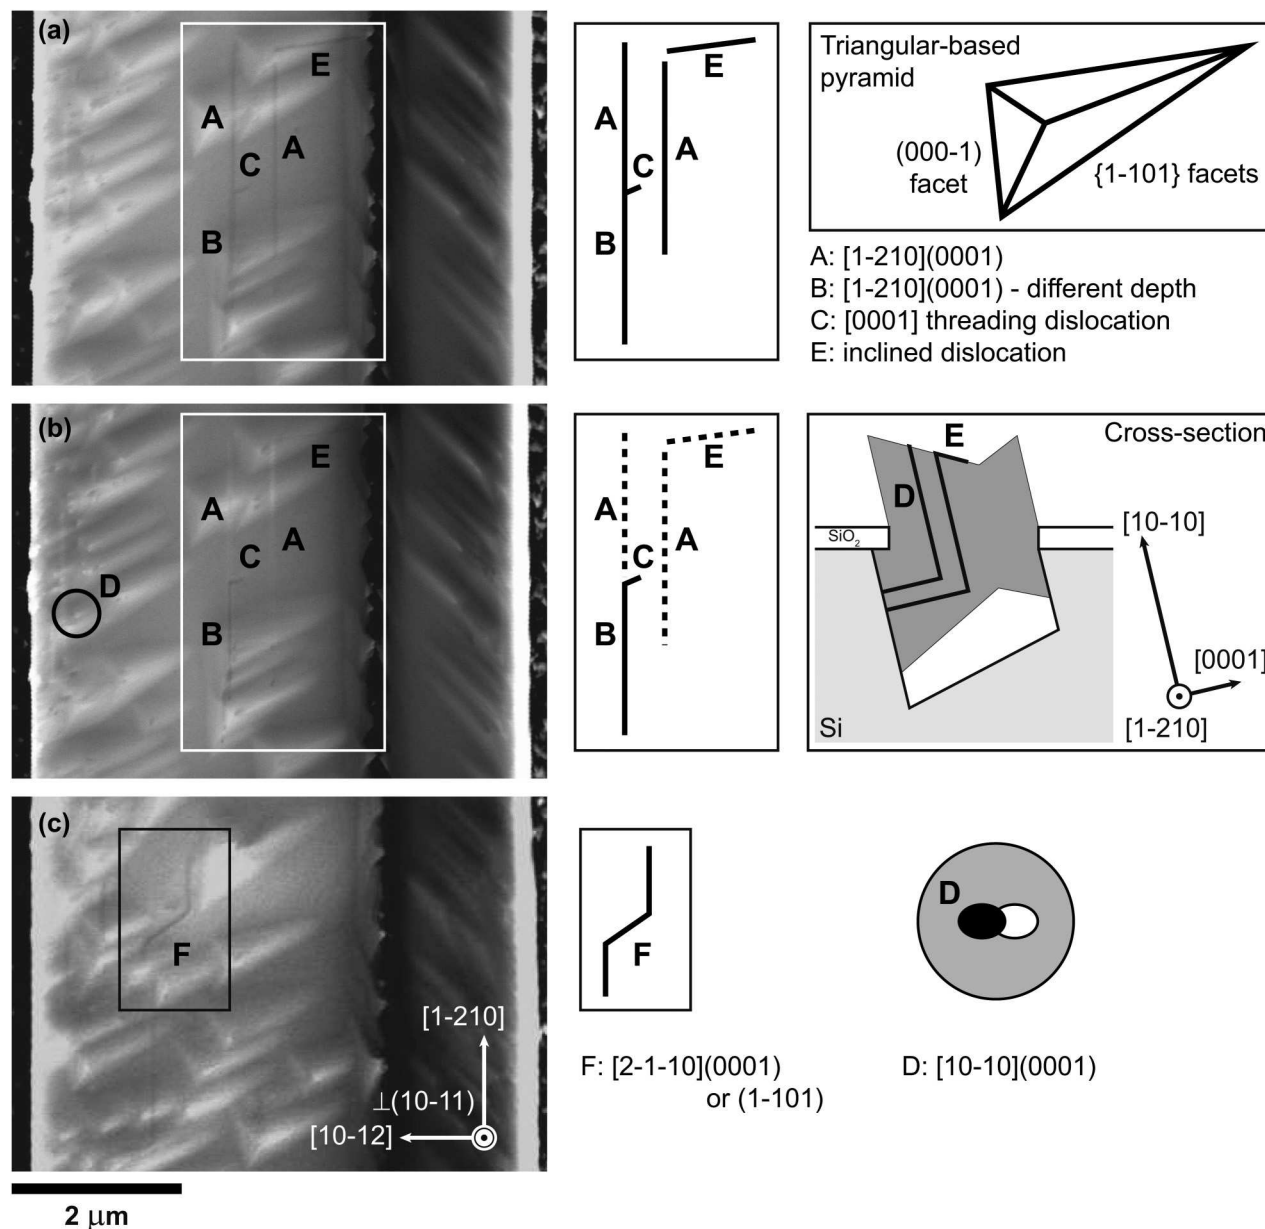 (a)
E
A
C
A
B
A
C
B
E
A
Triangular-based
pyramid
(000-1)
facet
{1-101} facets
A: [1-210](0001)
B: [1-210](0001) - different depth
C: [0001] threading dislocation
E: inclined dislocation
(b)
E
A
C
A
D
B
A
C
B
E
A
Cross-section
E
D
SiO₂
[10-10]
[0001]
[1-210]
Si
(c)
F
[1-210]
⊥(10-11)
[10-12]
F
D
F: [2-1-10](0001)
or (1-101)
D: [10-10](0001)
2 μm